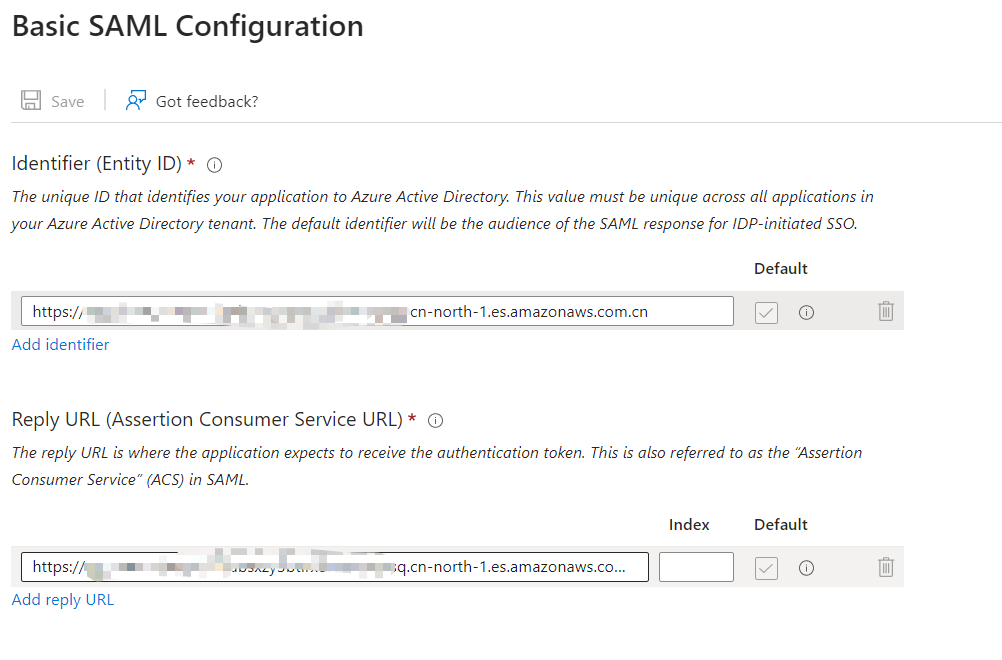 Basic SAML Configuration
Save
Got feedback?
Identifier (Entity ID) *
The unique ID that identifies your application to Azure Active Directory. This value must be unique across all applications in
your Azure Active Directory tenant. The default identifier will be the audience of the SAML response for IDP-initiated SSO.
Default
https:// cn-north-1.es.amazonaws.com.cn
Add identifier
Reply URL (Assertion Consumer Service URL) *
The reply URL is where the application expects to receive the authentication token. This is also referred to as the “Assertion
Consumer Service” (ACS) in SAML.
Index Default
https:// sq.cn-north-1.es.amazonaws.co...
Add reply URL